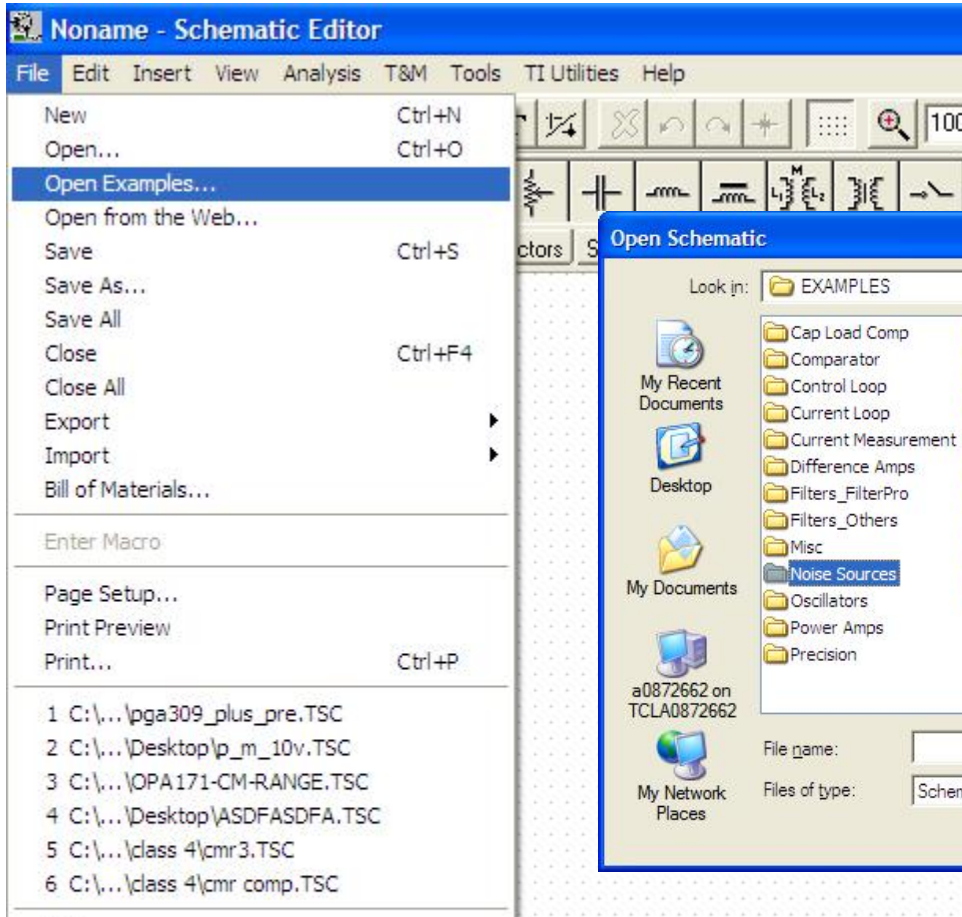 Noname - Schematic Editor
File Edit Insert View Analysis T&M Tools TI Utilities Help
New Ctrl+N
Open... Ctrl+O
Open Examples...
Open from the Web...
Save Ctrl+S
Save As...
Save All
Close Ctrl+F4
Close All
Export
Import
Bill of Materials...
Enter Macro
Page Setup...
Print Preview
Print... Ctrl+P
1 C:\...\pga309_plus_pre.TSC
2 C:\...\Desktop\p_m_10v.TSC
3 C:\...\OPA171-CM-RANGE.TSC
4 C:\...\Desktop\ASDFASDFA.TSC
5 C:\...\class 4\cmr3.TSC
6 C:\...\class 4\cmr comp.TSC
100
M
L1 L2
ctors S
Open Schematic
Look in: EXAMPLES
My Recent
Documents
Desktop
My Documents
a0872662 on
TCLA0872662
My Network
Places
Cap Load Comp
Comparator
Control Loop
Current Loop
Current Measurement
Difference Amps
Filters_FilterPro
Filters_Others
Misc
Noise Sources
Oscillators
Power Amps
Precision
File name:
Files of type: Schem